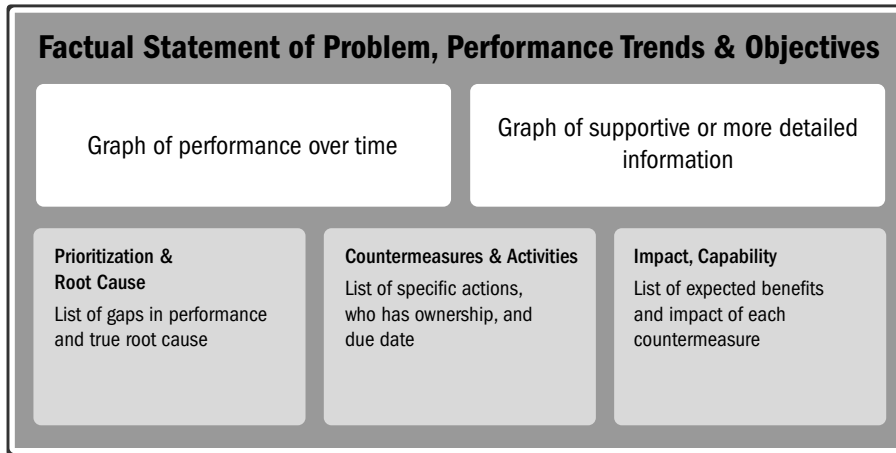 Factual Statement of Problem, Performance Trends & Objectives
Graph of performance over time
Graph of supportive or more detailed
information
Prioritization &
Root Cause
List of gaps in performance
and true root cause
Countermeasures & Activities
List of specific actions,
who has ownership, and
due date
Impact, Capability
List of expected benefits
and impact of each
countermeasure